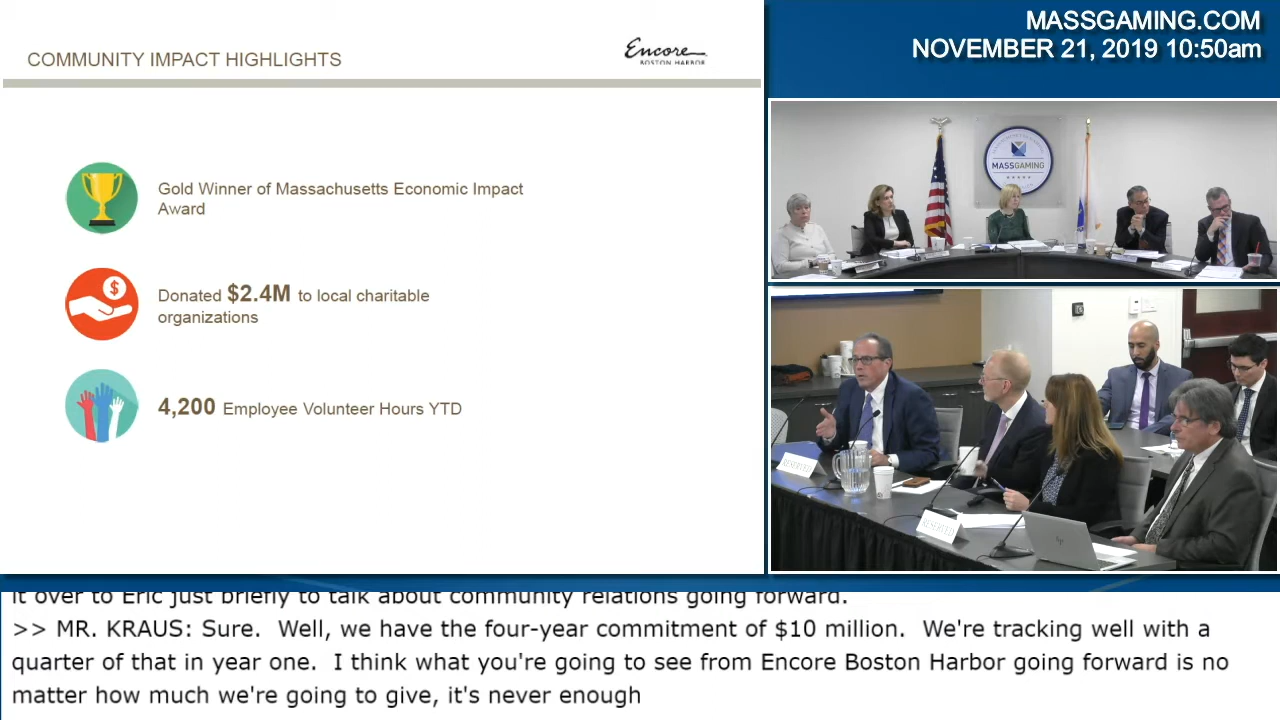 COMMUNITY IMPACT HIGHLIGHTS
Encore
BOSTON HARBOR
Gold Winner of Massachusetts Economic Impact
Award
Donated $2.4M to local charitable
organizations
4,200 Employee Volunteer Hours YTD
MASSGAMING.COM
NOVEMBER 21, 2019 10:50am
MASSGAMING
RESERVED
RESERVED
it over to Eric just briefly to talk about community relations going forward.
>> MR. KRAUS: Sure. Well, we have the four-year commitment of $10 million. We're tracking well with a
quarter of that in year one. I think what you're going to see from Encore Boston Harbor going forward is no
matter how much we're going to give, it's never enough